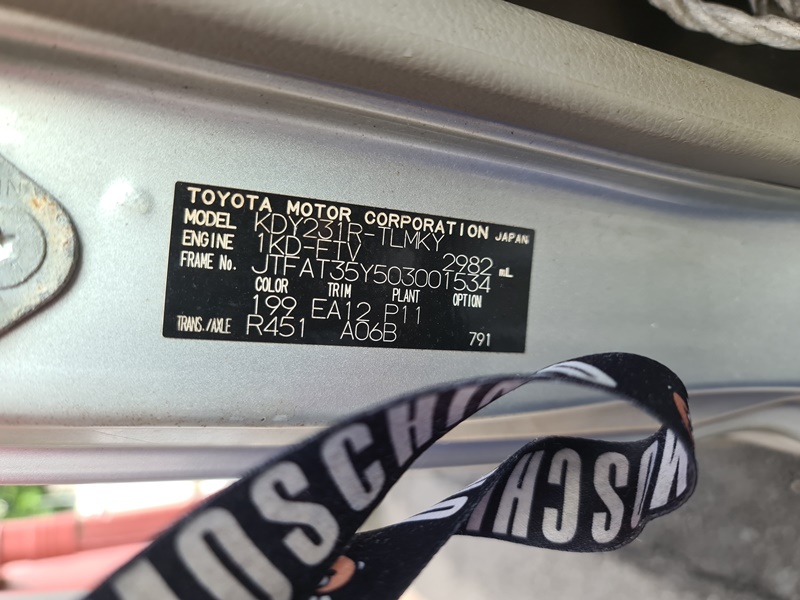 TOYOTA MOTOR CORPORATION JAPAN
MODEL KDY231R-TLMKY
ENGINE 1KD-FTV 2982 mL
FRAME No. JTFAT35Y503001534
COLOR TRIM PLANT OPTION
199 EA12 P11
TRANS./AXLE R451 A06B 791
MOSCHINO
MOSCHI